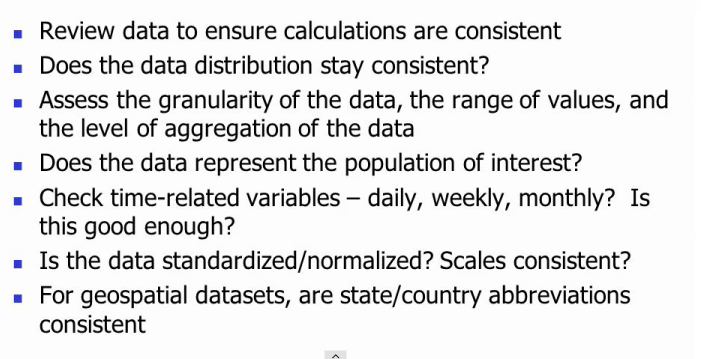 ▪ Review data to ensure calculations are consistent
▪ Does the data distribution stay consistent?
▪ Assess the granularity of the data, the range of values, and
the level of aggregation of the data
▪ Does the data represent the population of interest?
▪ Check time-related variables – daily, weekly, monthly?  Is
this good enough?
▪ Is the data standardized/normalized? Scales consistent?
▪ For geospatial datasets, are state/country abbreviations
consistent